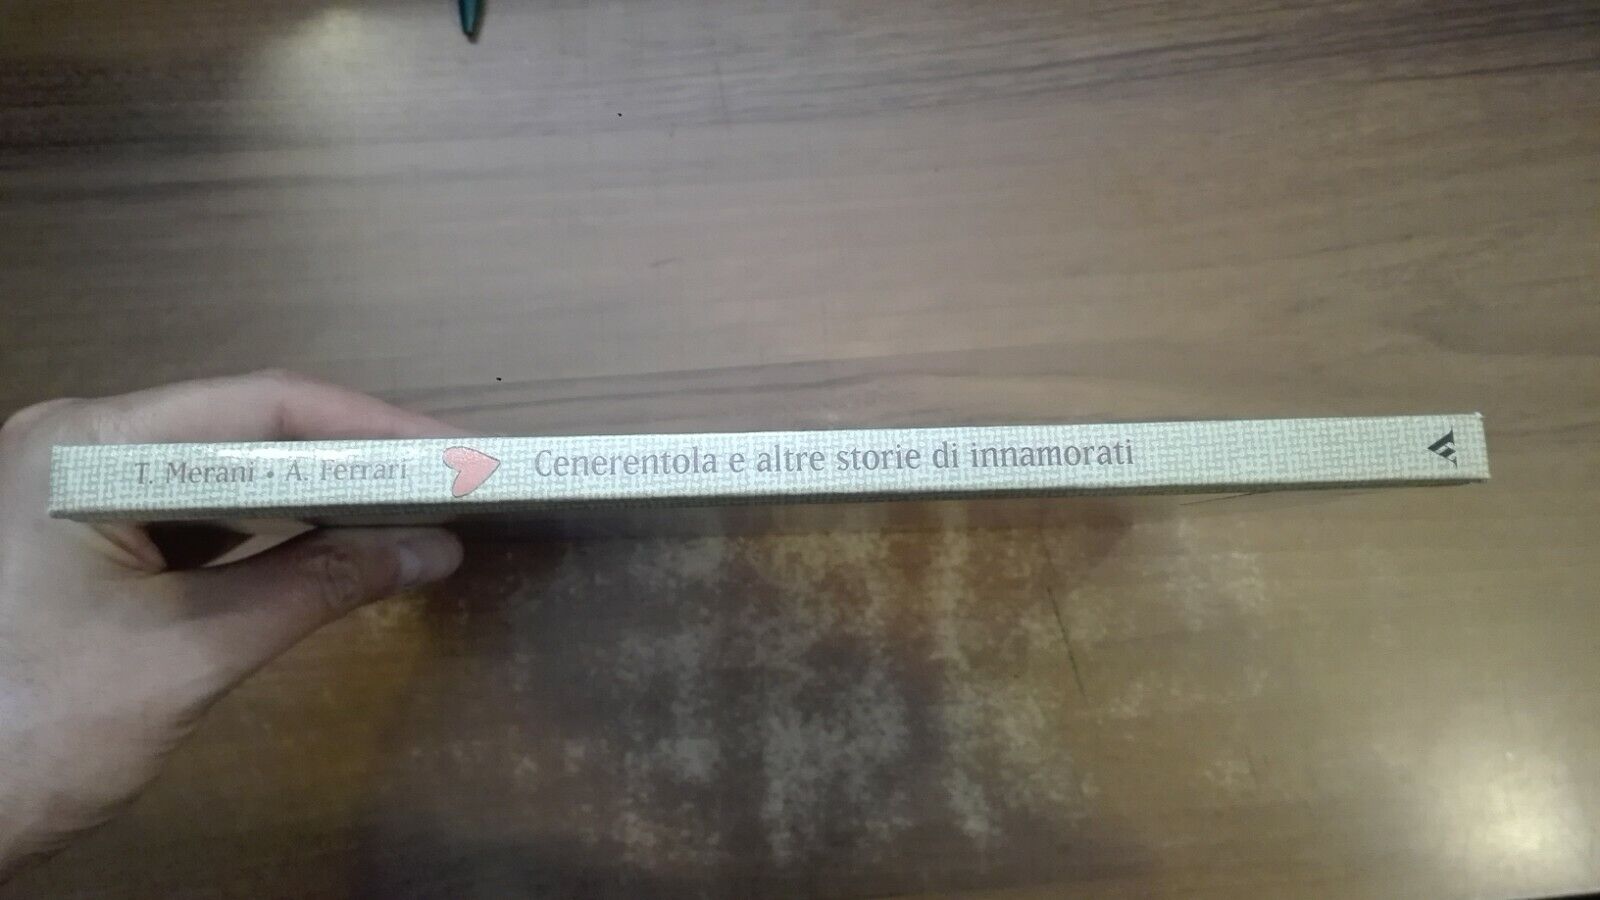 T. Merani • A. Ferrari Cenerentola e altre storie di innamorati